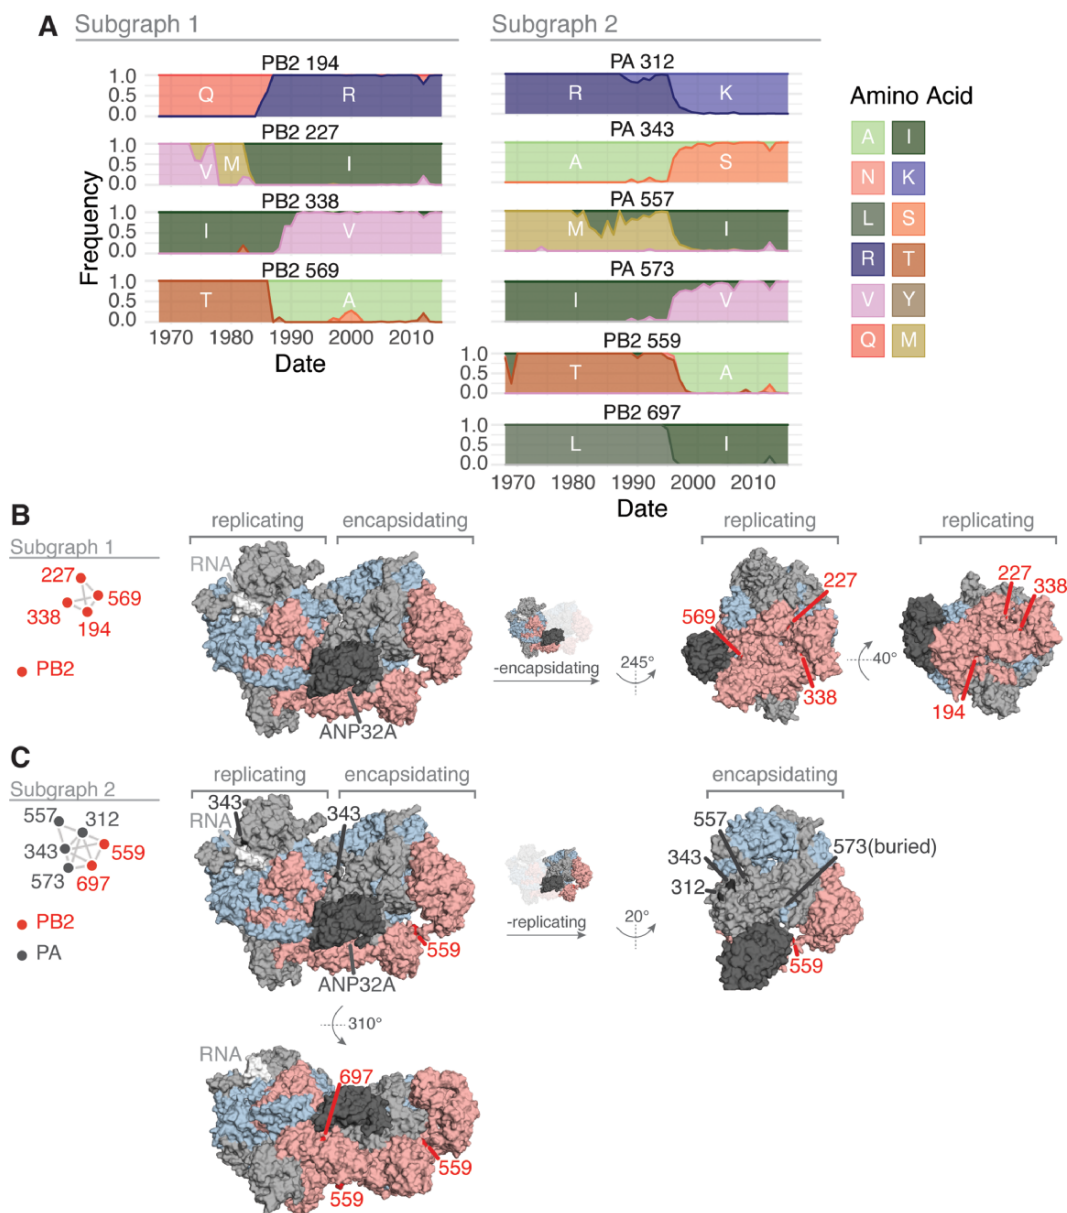 A
Subgraph 1
Subgraph 2
Frequency
PB2 194
1.0
0.5
0.0
Q
R
PB2 227
1.0
0.5
0.0
V
M
I
PB2 338
1.0
0.5
0.0
I
V
PB2 569
1.0
0.5
0.0
T
A
1970 1980 1990 2000 2010
Date
PA 312
R
K
PA 343
A
S
PA 557
M
I
PA 573
I
V
PB2 559
1.0
0.5
0.0
T
A
PB2 697
1.0
0.5
0.0
L
I
1970 1980 1990 2000 2010
Date
Amino Acid
A I
N K
L S
R T
V Y
Q M
B
Subgraph 1
227
569
338
194
PB2
replicating
encapsidating
RNA
ANP32A
-encapsidating
245°
replicating
227
569
338
40°
replicating
227
338
194
C
Subgraph 2
557
312
343
559
573
697
PB2
PA
replicating
encapsidating
343
RNA
343
559
ANP32A
-replicating
20°
encapsidating
557
343
573(buried)
312
559
310°
RNA
697
559
559